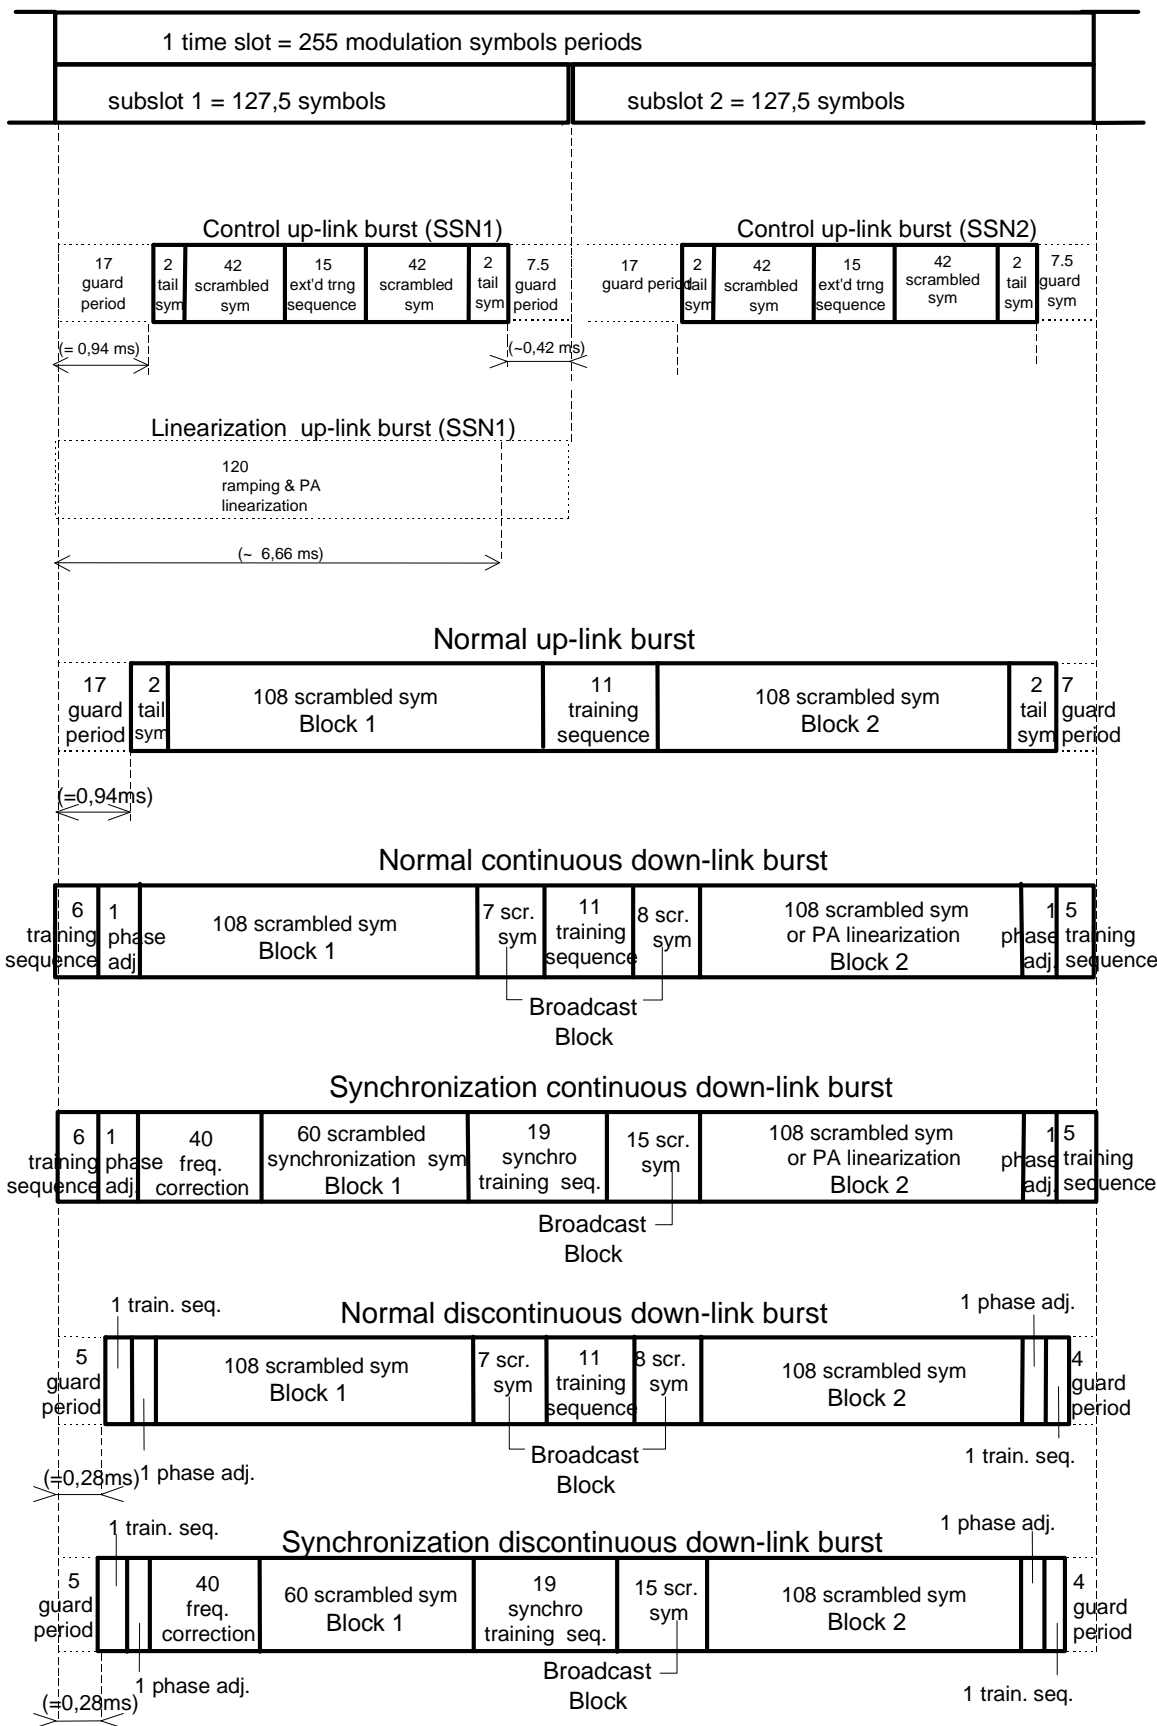 1 time slot = 255 modulation symbols periods
subslot 1 = 127,5 symbols
subslot 2 = 127,5 symbols
Control up-link burst (SSN1)
Control up-link burst (SSN2)
17
guard
period
2
tail
sym
42
scrambled
sym
15
ext'd trng
sequence
42
scrambled
sym
2
tail
sym
7.5
guard
period
17
guard period
2
tail
sym
42
scrambled
sym
15
ext'd trng
sequence
42
scrambled
sym
2
tail
sym
7.5
guard
sym
(= 0,94 ms)
(~0,42 ms)
Linearization up-link burst (SSN1)
120
ramping & PA
linearization
(~ 6,66 ms)
Normal up-link burst
17
guard
period
2
tail
sym
108 scrambled sym
Block 1
11
training
sequence
108 scrambled sym
Block 2
2
tail
sym
7
guard
period
(=0,94ms)
Normal continuous down-link burst
6
training
sequence
1
phase
adj.
108 scrambled sym
Block 1
7 scr.
sym
11
training
sequence
8 scr.
sym
108 scrambled sym
or PA linearization
Block 2
1
phase
adj.
5
training
sequence
Broadcast
Block
Synchronization continuous down-link burst
6
training
sequence
1
phase
adj.
40
freq.
correction
60 scrambled
synchronization sym
Block 1
19
synchro
training seq.
15 scr.
sym
108 scrambled sym
or PA linearization
Block 2
1
phase
adj.
5
training
sequence
Broadcast
Block
1 train. seq.
Normal discontinuous down-link burst
1 phase adj.
5
guard
period
108 scrambled sym
Block 1
7 scr.
sym
11
training
sequence
8 scr.
sym
108 scrambled sym
Block 2
4
guard
period
Broadcast
Block
1 train. seq.
(=0,28ms)
1 phase adj.
1 train. seq.
Synchronization discontinuous down-link burst
1 phase adj.
5
guard
period
40
freq.
correction
60 scrambled sym
Block 1
19
synchro
training seq.
15 scr.
sym
108 scrambled sym
Block 2
4
guard
period
Broadcast
Block
1 phase adj.
1 train. seq.
(=0,28ms)